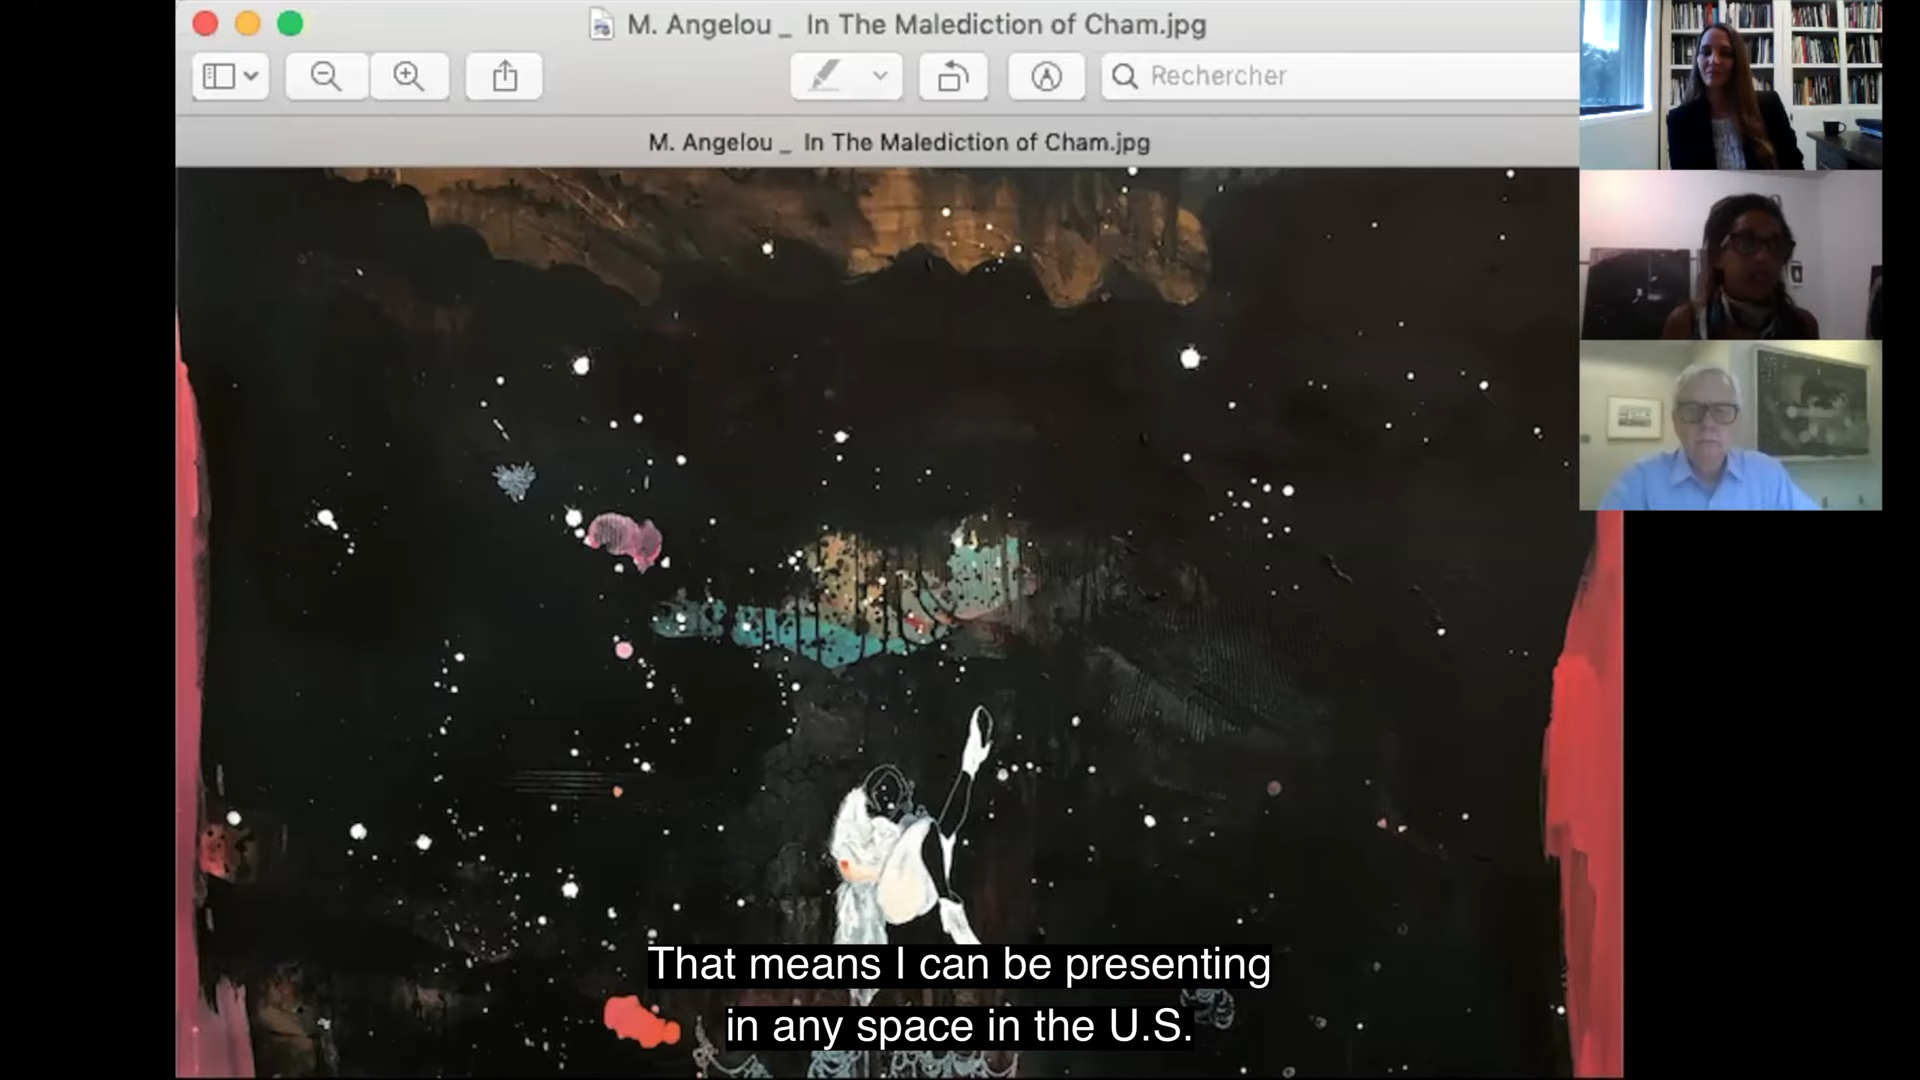 M. Angelou _  In The Malediction of Cham.jpg
Rechercher
M. Angelou _  In The Malediction of Cham.jpg
That means I can be presenting
in any space in the U.S.